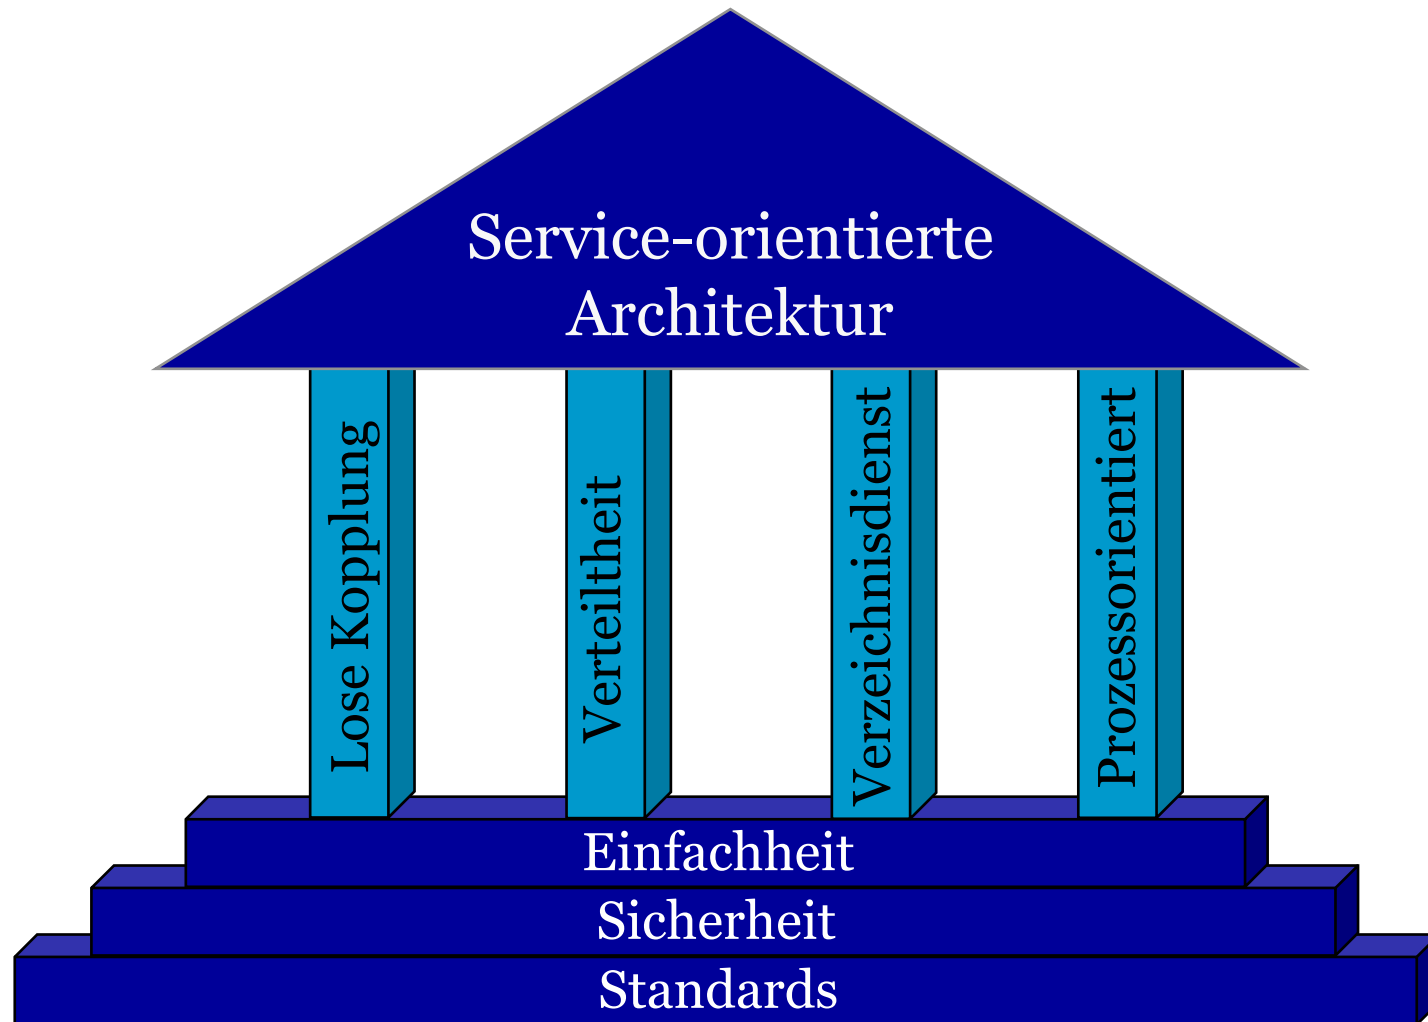 Service-orientierte
Architektur
Lose Kopplung
Verteiltheit
Verzeichnisdienst
Prozessorientiert
Einfachheit
Sicherheit
Standards